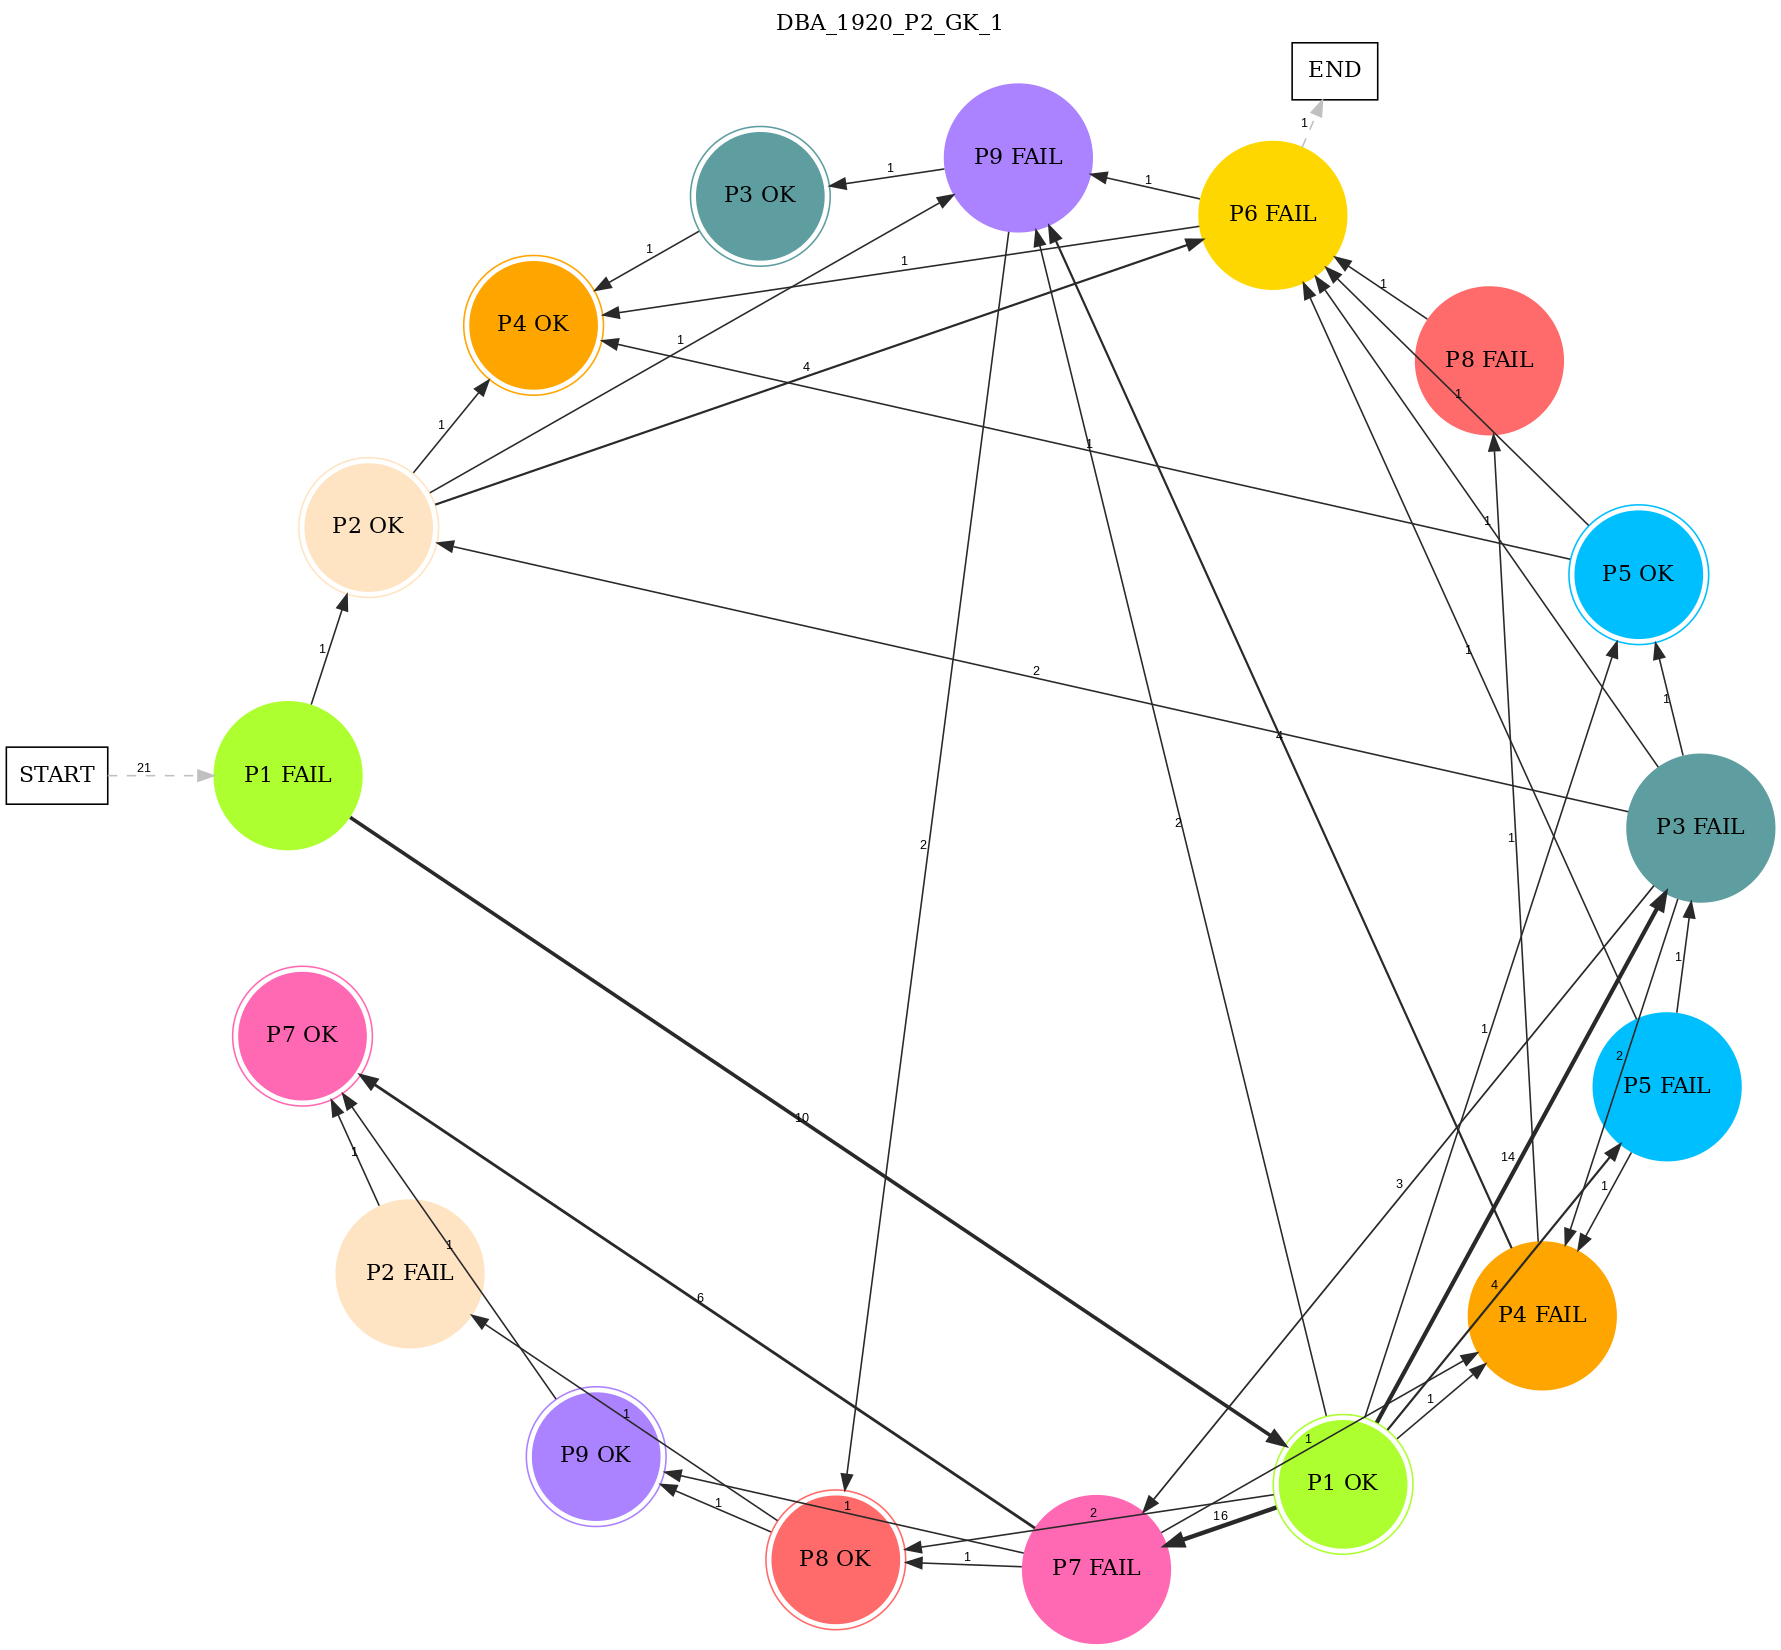 DBA_1920_P2_GK_1
END
1
P9 FAIL
1
1
P3 OK
P6 FAIL
1
1
1
P4 OK
1
P8 FAIL
4
1
1
1
1
P2 OK
1
P5 OK
1
1
2
1
4
START
21
P1 FAIL
2
P3 FAIL
1
2
1
P7 OK
1
2
P5 FAIL
10
1
14
3
1
1
P2 FAIL
4
6
P4 FAIL
1
1
1
P9 OK
P1 OK
1
1
2
16
P8 OK
1
P7 FAIL